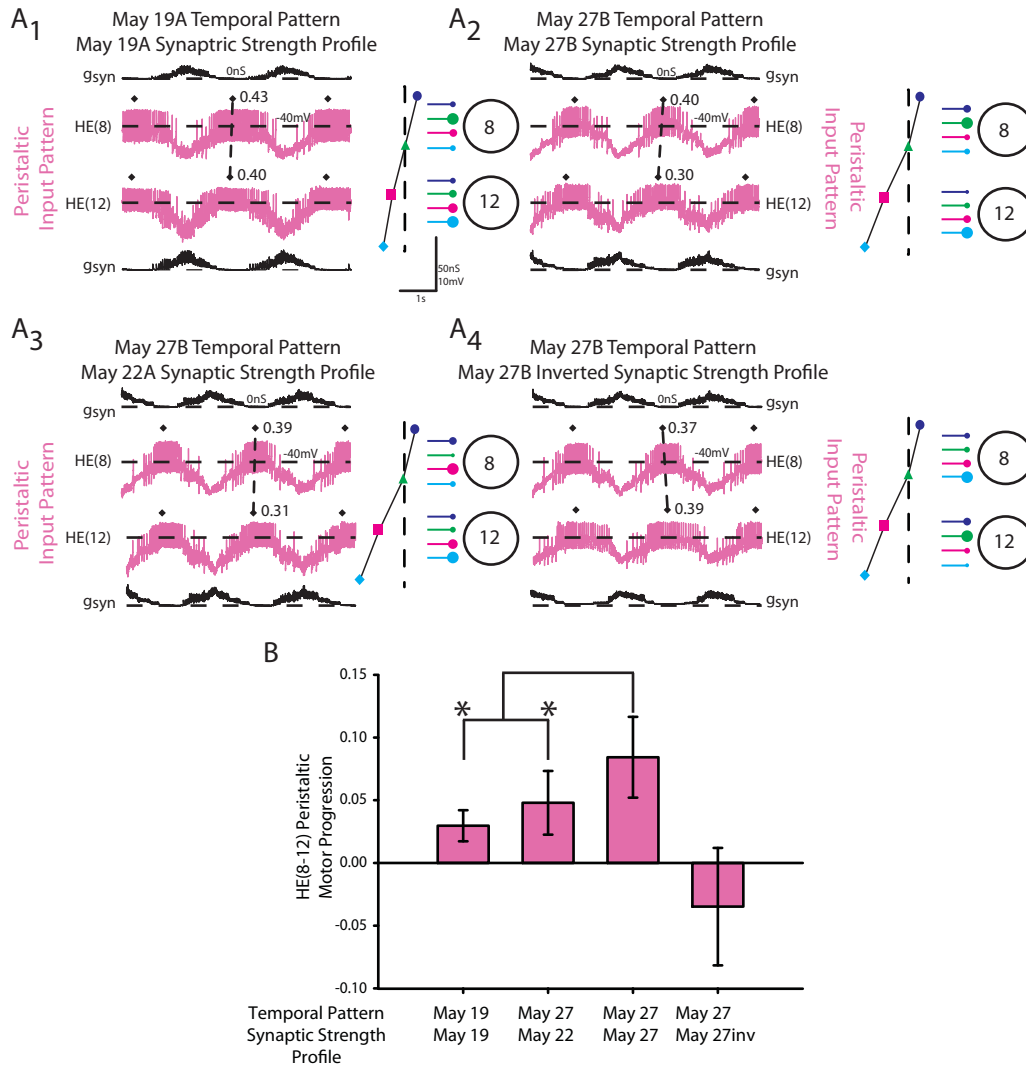 A1
May 19A Temporal Pattern
May 19A Synaptric Strength Profile
gsyn
0nS
0.43
-40mV
HE(8)
0.40
HE(12)
gsyn
Peristaltic
Input Pattern
8
12
50nS
10mV
1s
A2
May 27B Temporal Pattern
May 27B Synaptic Strength Profile
0nS
gsyn
0.40
-40mV
HE(8)
0.30
HE(12)
gsyn
Peristaltic
Input Pattern
8
12
A3
May 27B Temporal Pattern
May 22A Synaptic Strength Profile
gsyn
0nS
0.39
-40mV
HE(8)
0.31
HE(12)
gsyn
Peristaltic
Input Pattern
8
12
A4
May 27B Temporal Pattern
May 27B Inverted Synaptic Strength Profile
0nS
gsyn
0.37
-40mV
HE(8)
0.39
HE(12)
gsyn
Peristaltic
Input Pattern
8
12
B
HE(8-12) Peristaltic
Motor Progression
0.15
0.10
0.05
0.00
-0.05
-0.10
* *
Temporal Pattern May 19 May 27 May 27 May 27
Synaptic Strength May 19 May 22 May 27 May 27inv
Profile